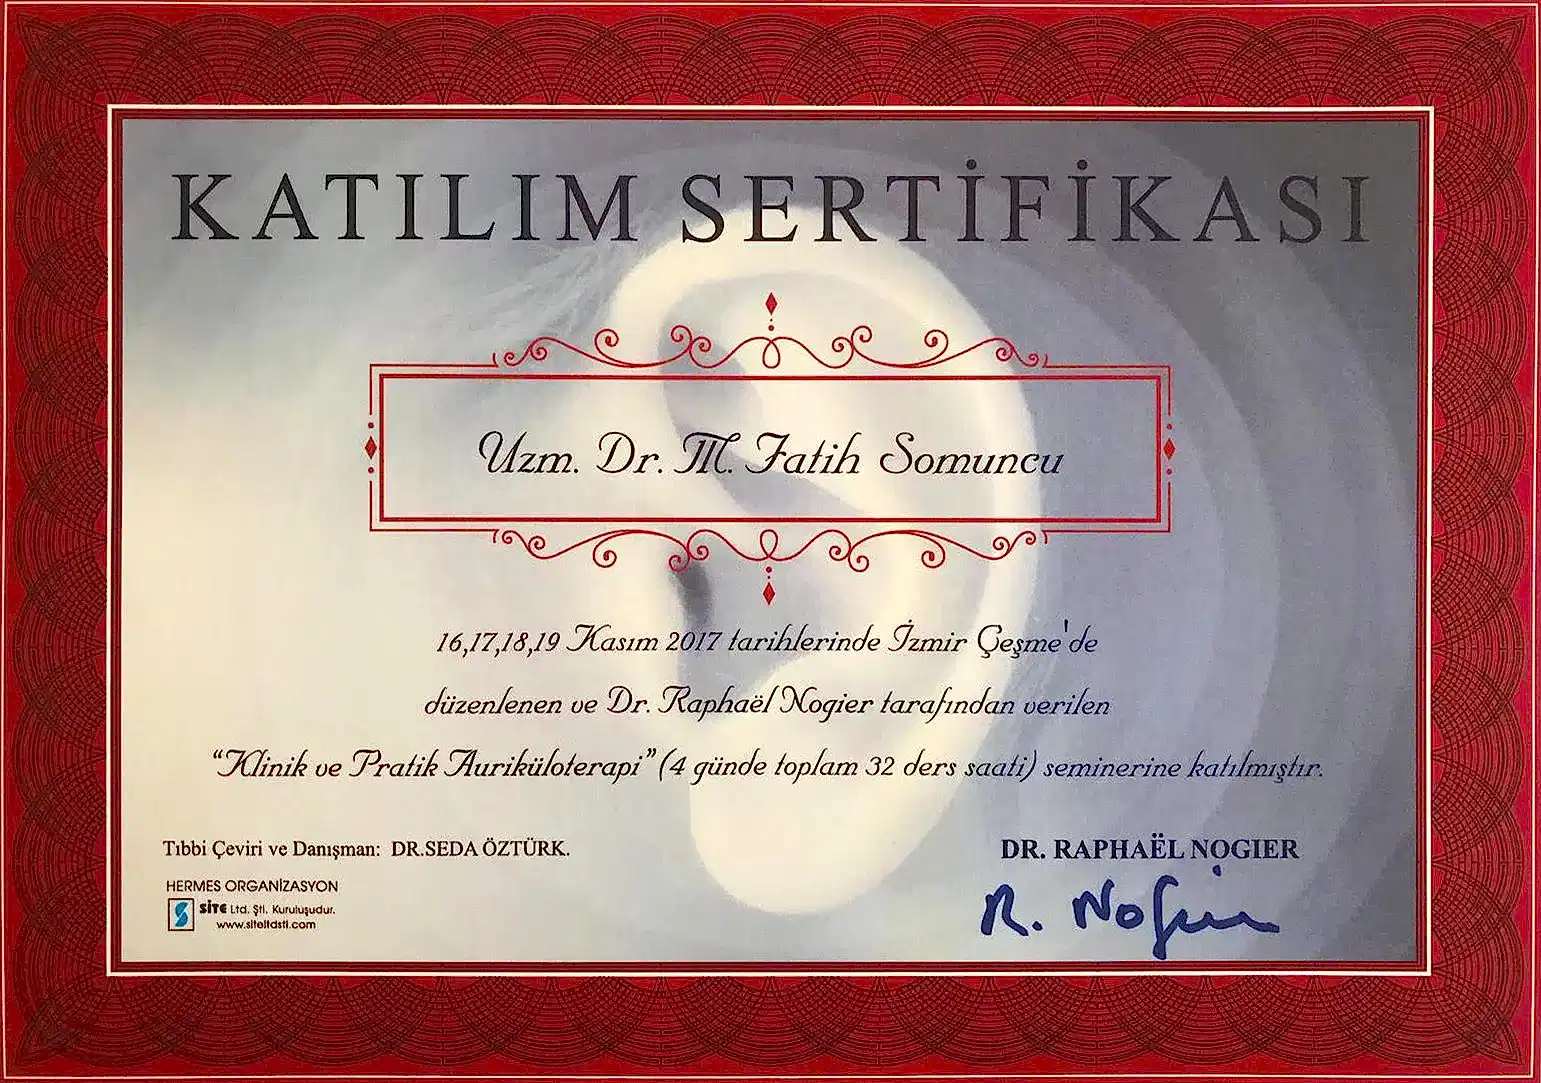 KATILIM SERTİFİKASI
Uzm. Dr. M. Fatih Somuncu
16,17,18,19 Kasım 2017 tarihlerinde İzmir Çeşme'de
düzenlenen ve Dr. Raphaël Nogier tarafından verilen
“Klinik ve Pratik Auriküloterapi” (4 günde toplam 32 ders saati) seminerine katılmıştır.
Tıbbi Çeviri ve Danışman: DR.SEDA ÖZTÜRK.
HERMES ORGANİZASYON
SİTE Ltd. Şti. Kuruluşudur.
www.siteltdsti.com
DR. RAPHAËL NOGIER
R. Nogier